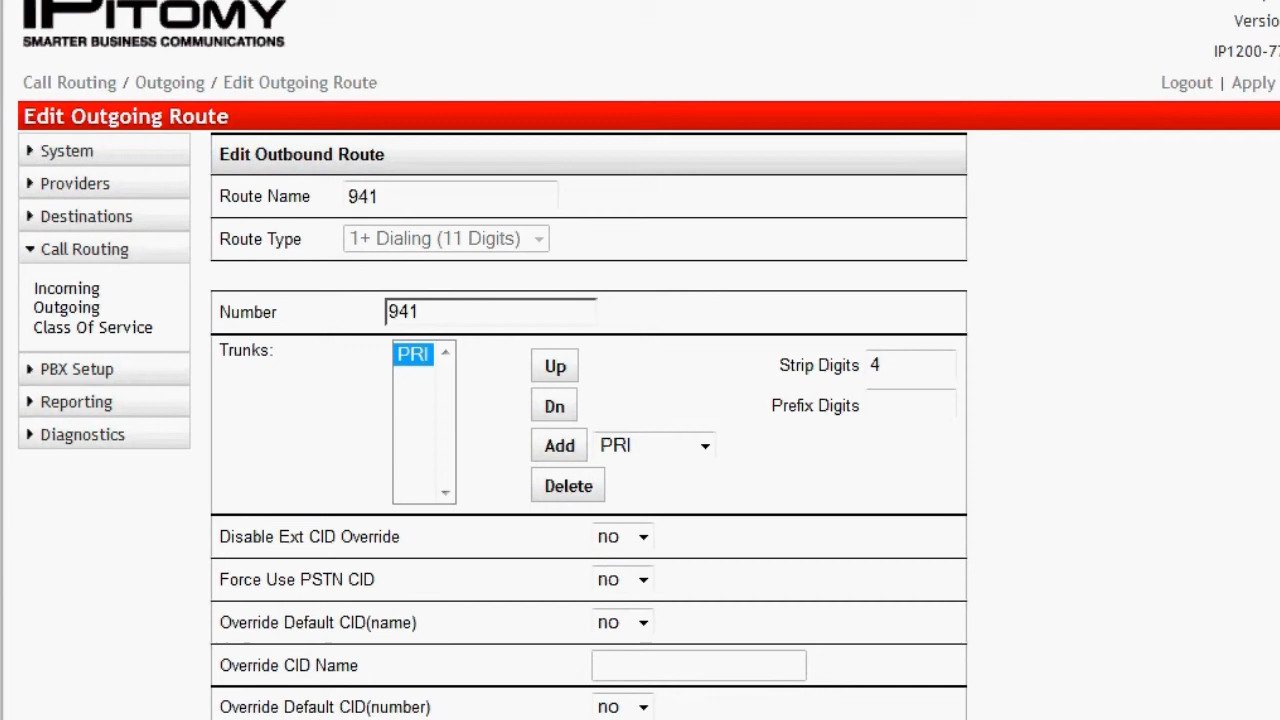 IPITOMY
SMARTER BUSINESS COMMUNICATIONS
Versio
IP1200-77
Call Routing / Outgoing / Edit Outgoing Route
Logout | Apply
Edit Outgoing Route
System
Providers
Destinations
Call Routing
Incoming
Outgoing
Class Of Service
PBX Setup
Reporting
Diagnostics
Edit Outbound Route
Route Name 941
Route Type 1+ Dialing (11 Digits)
Number 941
Trunks: PRI
Up
Dn
Add PRI
Delete
Strip Digits 4
Prefix Digits
Disable Ext CID Override no
Force Use PSTN CID no
Override Default CID(name) no
Override CID Name
Override Default CID(number) no